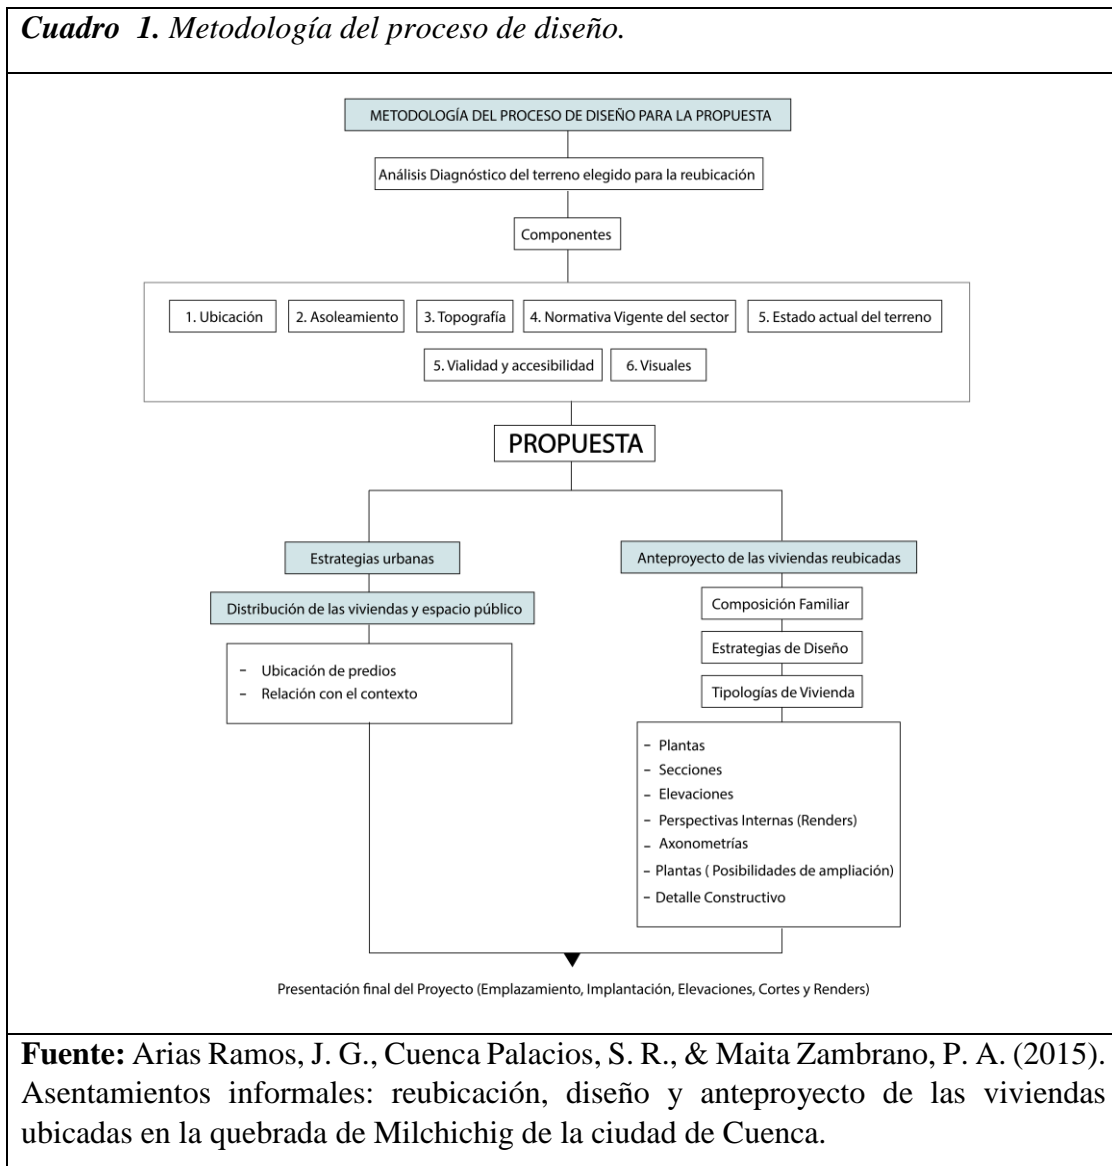 Cuadro 1. Metodología del proceso de diseño.
METODOLOGÍA DEL PROCESO DE DISEÑO PARA LA PROPUESTA
Análisis Diagnóstico del terreno elegido para la reubicación
Componentes
1. Ubicación
2. Asoleamiento
3. Topografía
4. Normativa Vigente del sector
5. Estado actual del terreno
5. Vialidad y accesibilidad
6. Visuales
PROPUESTA
Estrategias urbanas
Distribución de las viviendas y espacio público
- Ubicación de predios
- Relación con el contexto
Anteproyecto de las viviendas reubicadas
Composición Familiar
Estrategias de Diseño
Tipologías de Vivienda
- Plantas
- Secciones
- Elevaciones
- Perspectivas Internas (Renders)
- Axonometrías
- Plantas ( Posibilidades de ampliación)
- Detalle Constructivo
Presentación final del Proyecto (Emplazamiento, Implantación, Elevaciones, Cortes y Renders)
Fuente: Arias Ramos, J. G., Cuenca Palacios, S. R., & Maita Zambrano, P. A. (2015).
Asentamientos informales: reubicación, diseño y anteproyecto de las viviendas
ubicadas en la quebrada de Milchichig de la ciudad de Cuenca.